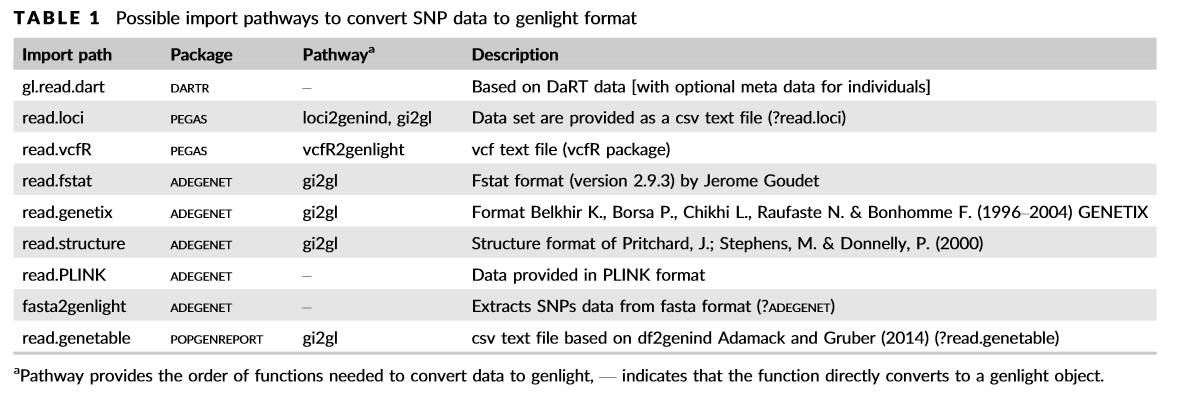 TABLE 1 Possible import pathways to convert SNP data to genlight format
Import path Package Pathwayᵃ Description
gl.read.dart DARTR – Based on DaRT data [with optional meta data for individuals]
read.loci PEGAS loci2genind, gi2gl Data set are provided as a csv text file (?read.loci)
read.vcfR PEGAS vcfR2genlight vcf text file (vcfR package)
read.fstat ADEGENET gi2gl Fstat format (version 2.9.3) by Jerome Goudet
read.genetix ADEGENET gi2gl Format Belkhir K., Borsa P., Chikhi L., Raufaste N. & Bonhomme F. (1996–2004) GENETIX
read.structure ADEGENET gi2gl Structure format of Pritchard, J.; Stephens, M. & Donnelly, P. (2000)
read.PLINK ADEGENET – Data provided in PLINK format
fasta2genlight ADEGENET – Extracts SNPs data from fasta format (?ADEGENET)
read.genetable POPGENREPORT gi2gl csv text file based on df2genind Adamack and Gruber (2014) (?read.genetable)
ᵃPathway provides the order of functions needed to convert data to genlight, — indicates that the function directly converts to a genlight object.